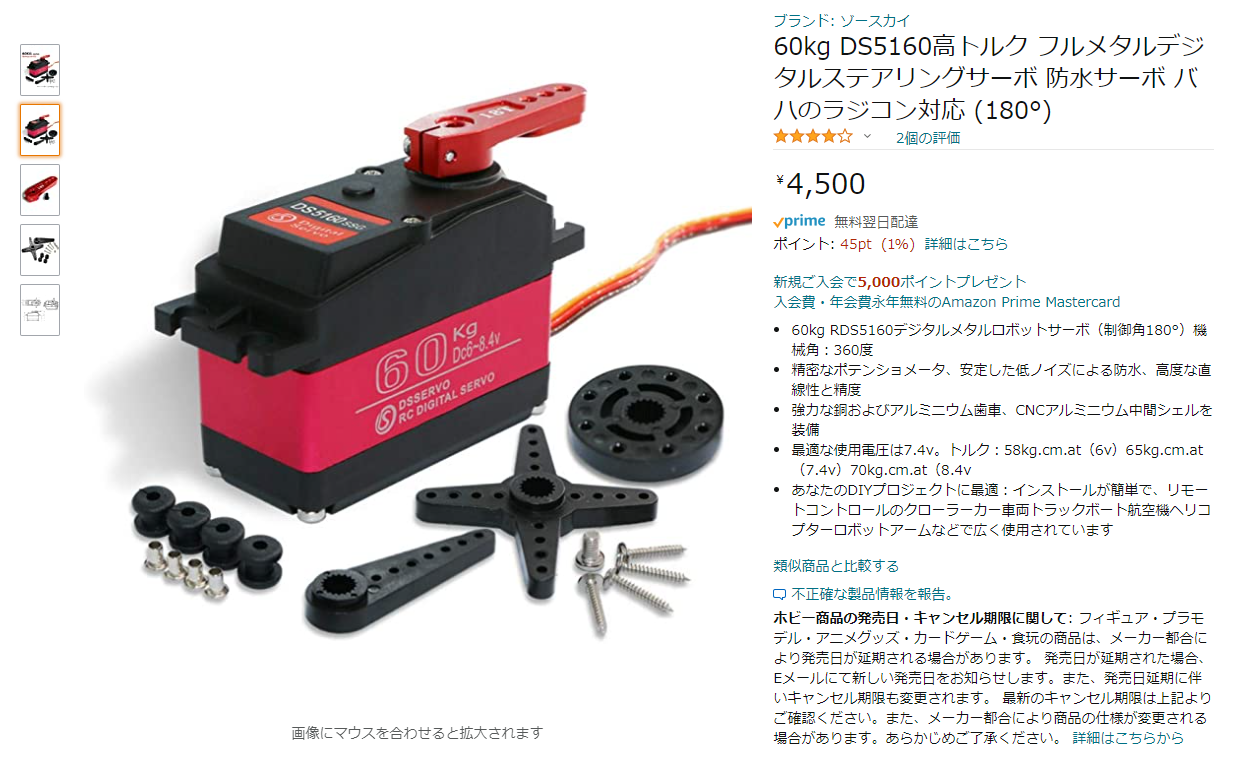 ブランド: ゾースカイ
60kg DS5160高トルク フルメタルデジ
タルステアリングサーボ 防水サーボ バ
ハのラジコン対応 (180°)
2個の評価
¥4,500
prime 無料翌日配達
ポイント: 45pt (1%) 詳細はこちら
新規ご入会で5,000ポイントプレゼント
入会費・年会費永年無料のAmazon Prime Mastercard
• 60kg RDS5160デジタルメタルロボットサーボ（制御角180°）機
械角：360度
• 精密なポテンショメータ、安定した低ノイズによる防水、高度な直
線性と精度
• 強力な銅およびアルミニウム歯車、CNCアルミニウム中間シェルを
装備
• 最適な使用電圧は7.4v。トルク：58kg.cm.at（6v）65kg.cm.at
（7.4v）70kg.cm.at（8.4v
• あなたのDIYプロジェクトに最適：インストールが簡単で、リモー
トコントロールのクローラーカー車両トラックボート航空機ヘリコ
プターロボットアームなどで広く使用されています
類似商品と比較する
不正確な製品情報を報告。
ホビー商品の発売日・キャンセル期限に関して: フィギュア・プラモ
デル・アニメグッズ・カードゲーム・食玩の商品は、メーカー都合に
より発売日が延期される場合があります。 発売日が延期された場合、
Eメールにて新しい発売日をお知らせします。また、発売日延期に伴
いキャンセル期限も変更されます。 最新のキャンセル期限は上記より
ご確認ください。また、メーカー都合により商品の仕様が変更される
場合があります。あらかじめご了承ください。 詳細はこちらから
DS5160SSG
Digital
Servo
60Kg
Dc6~8.4v
DSSERVO
RC DIGITAL SERVO
画像にマウスを合わせると拡大されます